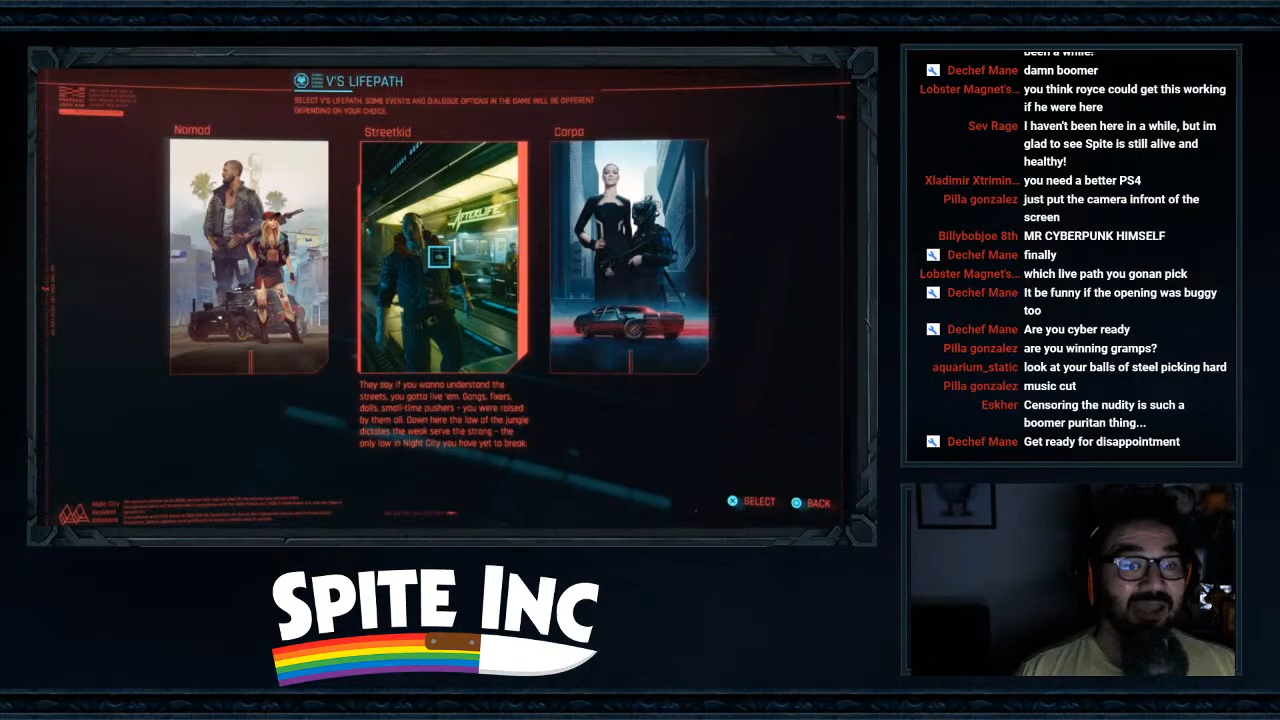 V'S LIFEPATH
SELECT V'S LIFEPATH. SOME EVENTS AND DIALOGUE OPTIONS IN THE GAME WILL BE DIFFERENT
DEPENDING ON YOUR CHOICE.
Nomad
Streetkid
Corpo
AFTERLIFE
They say if you wanna understand the
streets, you gotta live 'em. Gangs, fixers,
dolls, small-time pushers - you were raised
by them all. Down here the law of the jungle
dictates the weak serve the strong - the
only law in Night City you have yet to break.
Night City
Resident
Database
SELECT
BACK
SPITE INC
been a while!
Dechef Mane damn boomer
Lobster Magnet's... you think royce could get this working
if he were here
Sev Rage I haven't been here in a while, but im
glad to see Spite is still alive and
healthy!
Xladimir Xtrimin... you need a better PS4
Pilla gonzalez just put the camera infront of the
screen
Billybobjoe 8th MR CYBERPUNK HIMSELF
Dechef Mane finally
Lobster Magnet's... which live path you gonan pick
Dechef Mane It be funny if the opening was buggy
too
Dechef Mane Are you cyber ready
Pilla gonzalez are you winning gramps?
aquarium_static look at your balls of steel picking hard
Pilla gonzalez music cut
Eskher Censoring the nudity is such a
boomer puritan thing...
Dechef Mane Get ready for disappointment